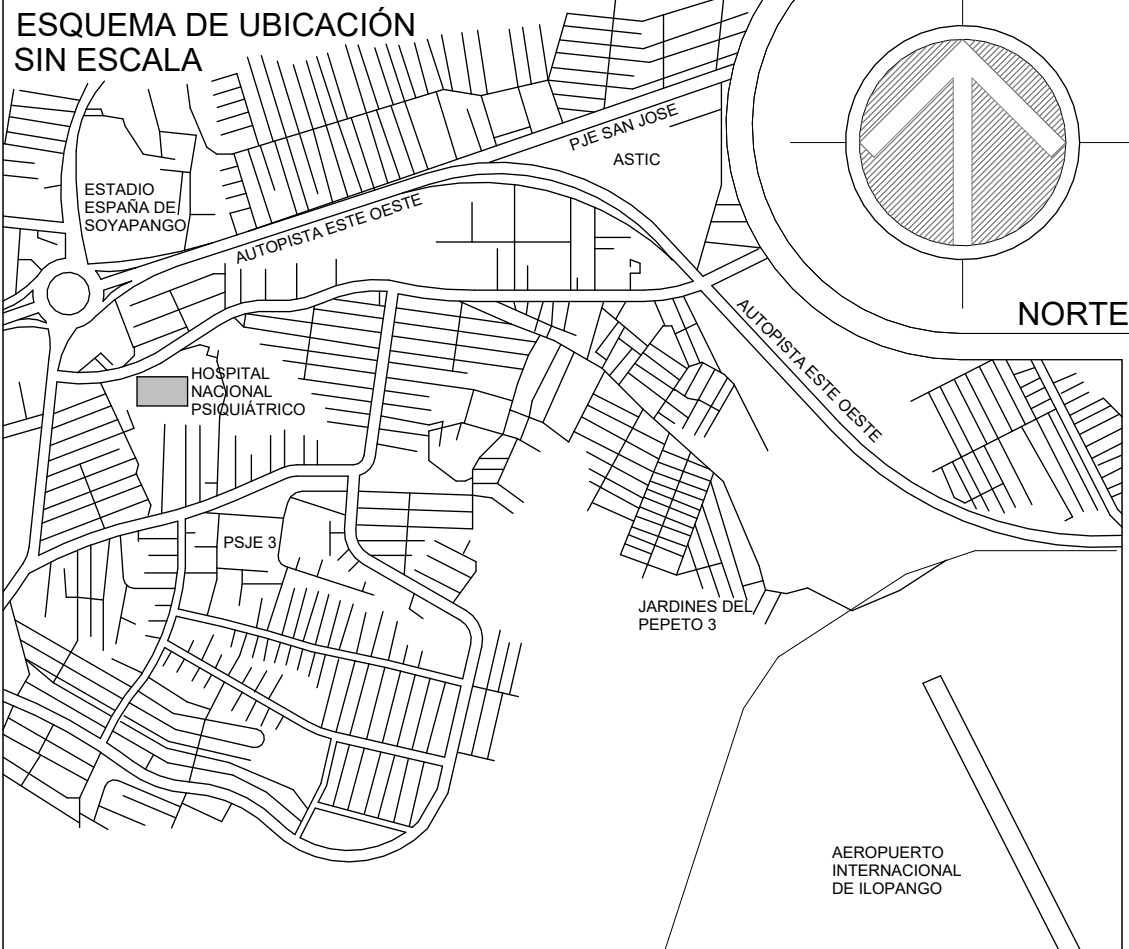 ESQUEMA DE UBICACIÓN
SIN ESCALA
PJE SAN JOSE
ASTIC
ESTADIO
ESPAÑA DE
SOYAPANGO
AUTOPISTA ESTE OESTE
NORTE
AUTOPISTA ESTE OESTE
HOSPITAL
NACIONAL
PSIQUIÁTRICO
PSJE 3
JARDINES DEL
PEPETO 3
AEROPUERTO
INTERNACIONAL
DE ILOPANGO